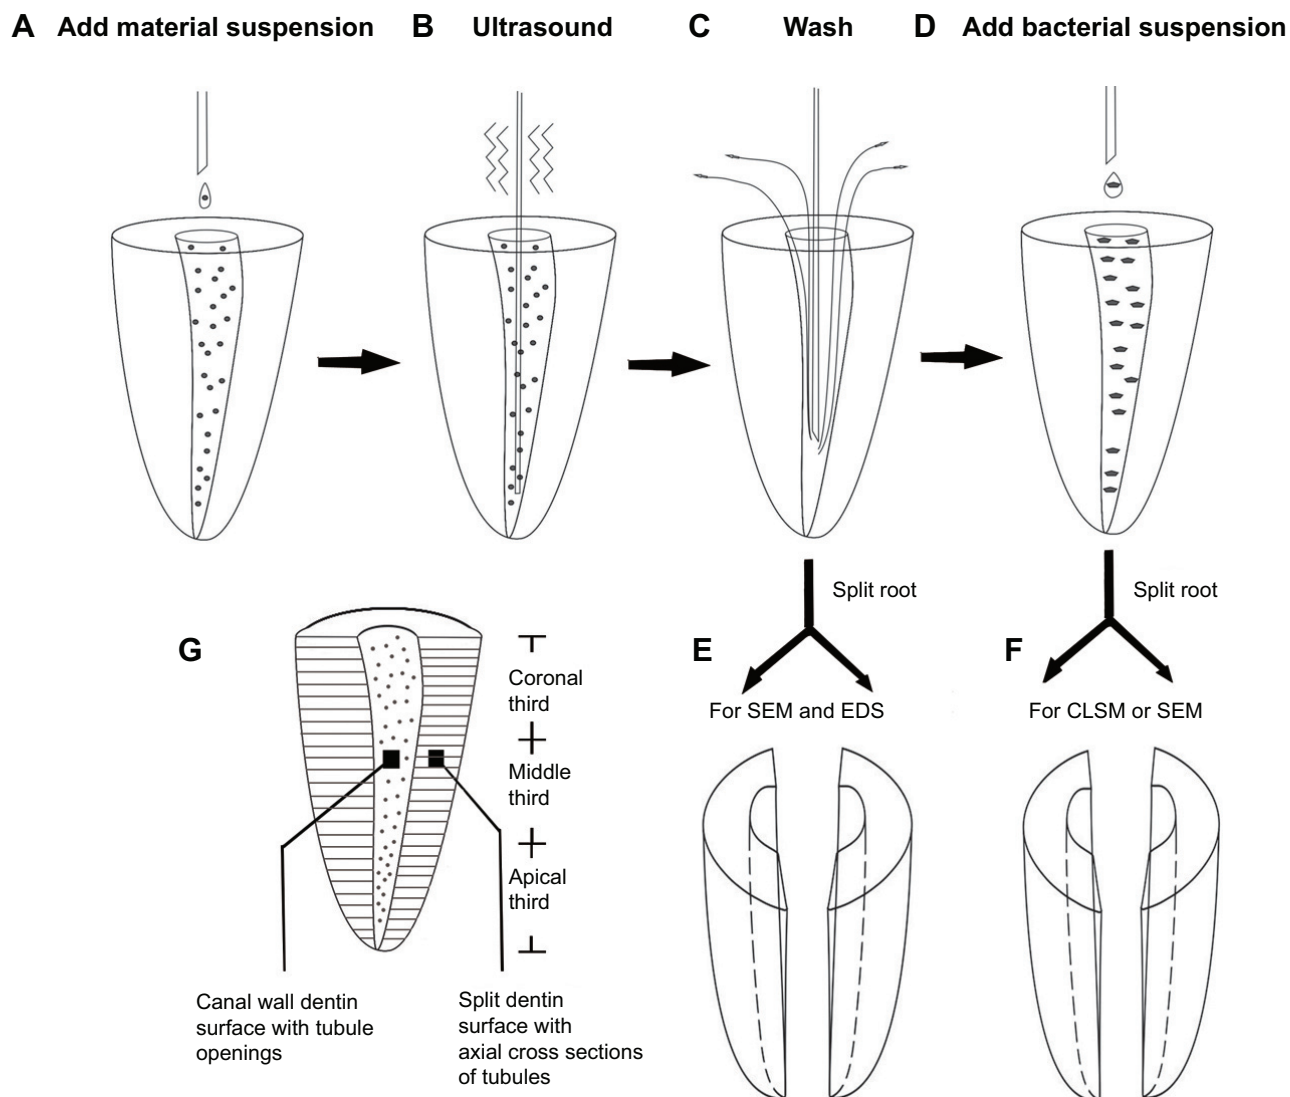 A Add material suspension
B Ultrasound
C Wash
D Add bacterial suspension
Split root
Split root
G
Coronal
third
Middle
third
Apical
third
E
For SEM and EDS
F
For CLSM or SEM
Canal wall dentin
surface with tubule
openings
Split dentin
surface with
axial cross sections
of tubules